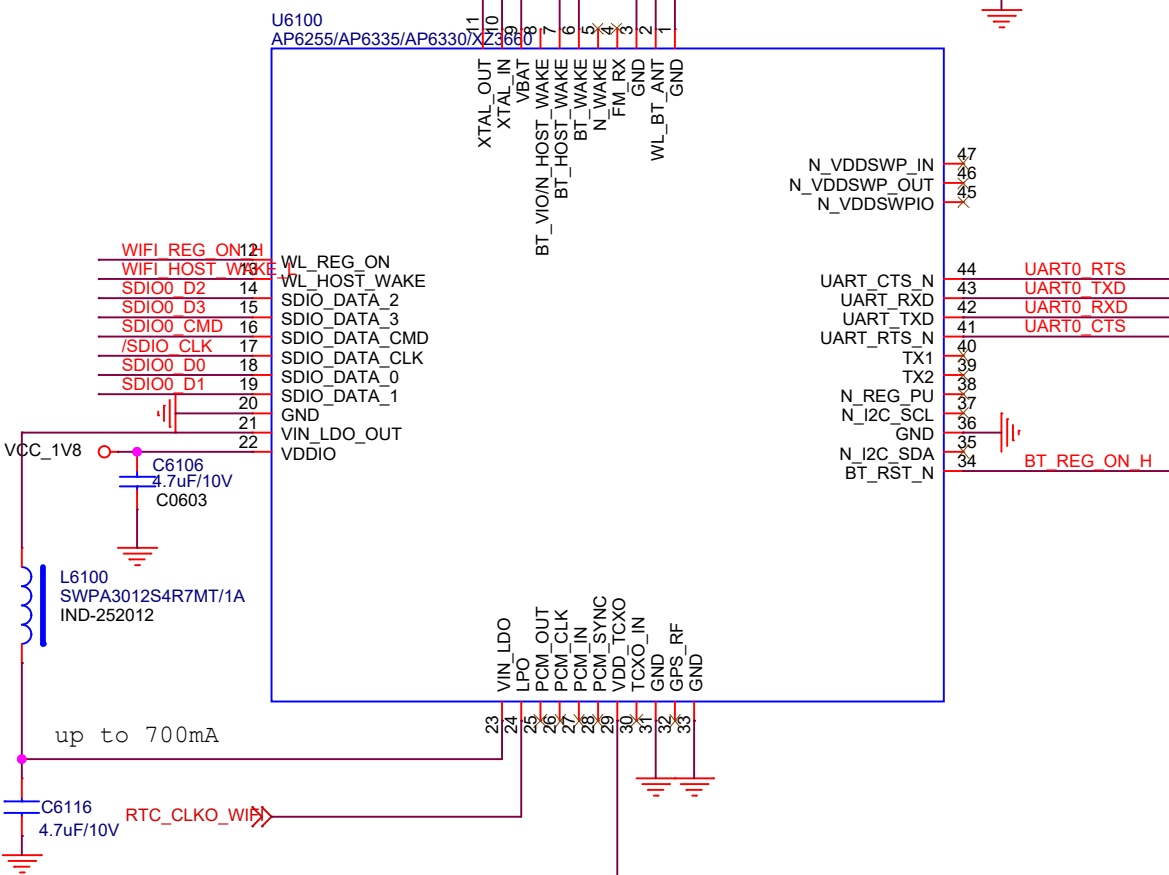 U6100
AP6255/AP6335/AP6330/XZ3660
11
10
9
8
7
6
5
4
3
2
1
XTAL_OUT
XTAL_IN
VBAT
BT_VIO/N_HOST_WAKE
BT_HOST_WAKE
BT_WAKE
N_WAKE
FM_RX
GND
WL_BT_ANT
GND
N_VDDSWP_IN 47
N_VDDSWP_OUT 46
N_VDDSWPIO 45
WIFI_REG_ON_H 12 WL_REG_ON
WIFI_HOST_WAKE_L 13 WL_HOST_WAKE
SDIO0_D2 14 SDIO_DATA_2
SDIO0_D3 15 SDIO_DATA_3
SDIO0_CMD 16 SDIO_DATA_CMD
/SDIO_CLK 17 SDIO_DATA_CLK
SDIO0_D0 18 SDIO_DATA_0
SDIO0_D1 19 SDIO_DATA_1
20 GND
21 VIN_LDO_OUT
VCC_1V8 22 VDDIO
UART_CTS_N 44 UART0_RTS
UART_RXD 43 UART0_TXD
UART_TXD 42 UART0_RXD
UART_RTS_N 41 UART0_CTS
TX1 40
TX2 39
N_REG_PU 38
N_I2C_SCL 37
GND 36
N_I2C_SDA 35
BT_RST_N 34 BT_REG_ON_H
C6106
4.7uF/10V
C0603
L6100
SWPA3012S4R7MT/1A
IND-252012
VIN_LDO
LPO
PCM_OUT
PCM_CLK
PCM_IN
PCM_SYNC
VDD_TCXO
TCXO_IN
GND
GPS_RF
GND
23
24
25
26
27
28
29
30
31
32
33
up to 700mA
C6116
4.7uF/10V
RTC_CLKO_WIFI